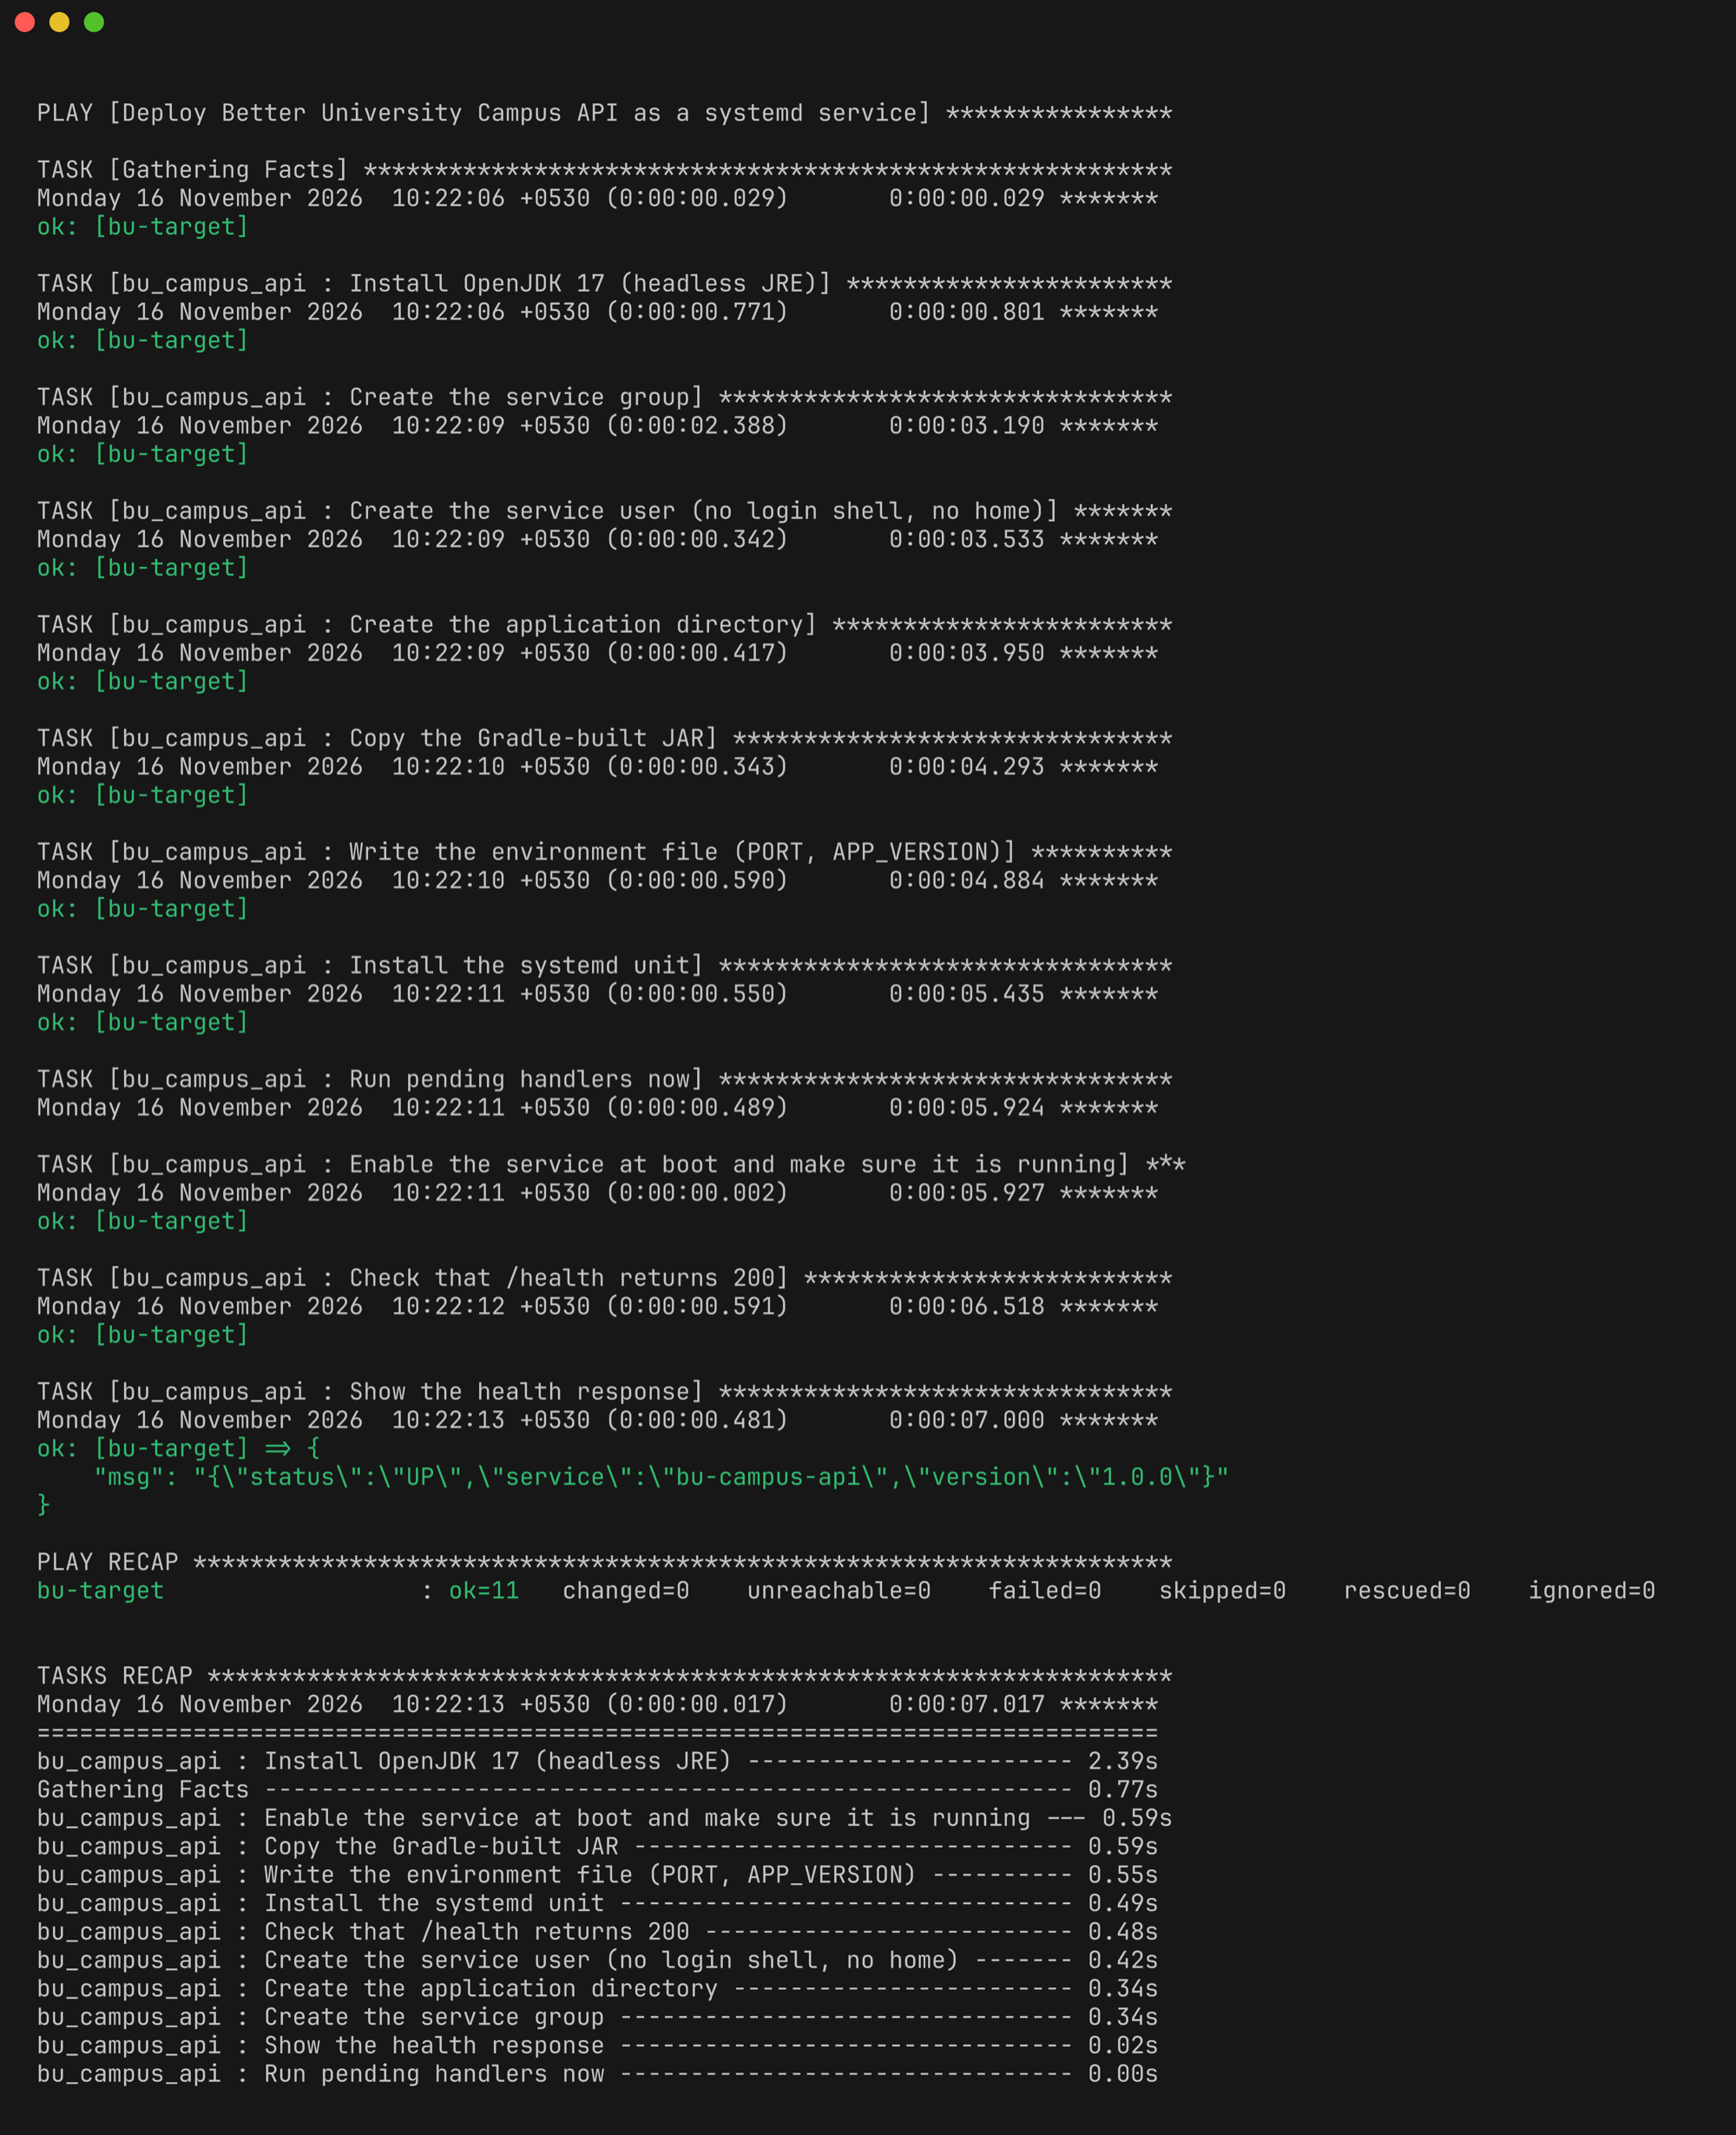 PLAY [Deploy Better University Campus API as a systemd service] ****************
TASK [Gathering Facts] *********************************************************
Monday 16 November 2026  10:22:06 +0530 (0:00:00.029)       0:00:00.029 *******
ok: [bu-target]
TASK [bu_campus_api : Install OpenJDK 17 (headless JRE)] ***********************
Monday 16 November 2026  10:22:06 +0530 (0:00:00.771)       0:00:00.801 *******
ok: [bu-target]
TASK [bu_campus_api : Create the service group] ********************************
Monday 16 November 2026  10:22:09 +0530 (0:00:02.388)       0:00:03.190 *******
ok: [bu-target]
TASK [bu_campus_api : Create the service user (no login shell, no home)] *******
Monday 16 November 2026  10:22:09 +0530 (0:00:00.342)       0:00:03.533 *******
ok: [bu-target]
TASK [bu_campus_api : Create the application directory] ************************
Monday 16 November 2026  10:22:09 +0530 (0:00:00.417)       0:00:03.950 *******
ok: [bu-target]
TASK [bu_campus_api : Copy the Gradle-built JAR] *******************************
Monday 16 November 2026  10:22:10 +0530 (0:00:00.343)       0:00:04.293 *******
ok: [bu-target]
TASK [bu_campus_api : Write the environment file (PORT, APP_VERSION)] **********
Monday 16 November 2026  10:22:10 +0530 (0:00:00.590)       0:00:04.884 *******
ok: [bu-target]
TASK [bu_campus_api : Install the systemd unit] ********************************
Monday 16 November 2026  10:22:11 +0530 (0:00:00.550)       0:00:05.435 *******
ok: [bu-target]
TASK [bu_campus_api : Run pending handlers now] ********************************
Monday 16 November 2026  10:22:11 +0530 (0:00:00.489)       0:00:05.924 *******
TASK [bu_campus_api : Enable the service at boot and make sure it is running] ***
Monday 16 November 2026  10:22:11 +0530 (0:00:00.002)       0:00:05.927 *******
ok: [bu-target]
TASK [bu_campus_api : Check that /health returns 200] **************************
Monday 16 November 2026  10:22:12 +0530 (0:00:00.591)       0:00:06.518 *******
ok: [bu-target]
TASK [bu_campus_api : Show the health response] ********************************
Monday 16 November 2026  10:22:13 +0530 (0:00:00.481)       0:00:07.000 *******
ok: [bu-target] => {
    "msg": "{\"status\":\"UP\",\"service\":\"bu-campus-api\",\"version\":\"1.0.0\"}"
}
PLAY RECAP *********************************************************************
bu-target                  : ok=11   changed=0    unreachable=0    failed=0    skipped=0    rescued=0    ignored=0
TASKS RECAP ********************************************************************
Monday 16 November 2026  10:22:13 +0530 (0:00:00.017)       0:00:07.017 *******
===============================================================================
bu_campus_api : Install OpenJDK 17 (headless JRE) ----------------------- 2.39s
Gathering Facts --------------------------------------------------------- 0.77s
bu_campus_api : Enable the service at boot and make sure it is running --- 0.59s
bu_campus_api : Copy the Gradle-built JAR ------------------------------- 0.59s
bu_campus_api : Write the environment file (PORT, APP_VERSION) ---------- 0.55s
bu_campus_api : Install the systemd unit -------------------------------- 0.49s
bu_campus_api : Check that /health returns 200 -------------------------- 0.48s
bu_campus_api : Create the service user (no login shell, no home) ------- 0.42s
bu_campus_api : Create the application directory ------------------------ 0.34s
bu_campus_api : Create the service group -------------------------------- 0.34s
bu_campus_api : Show the health response -------------------------------- 0.02s
bu_campus_api : Run pending handlers now -------------------------------- 0.00s